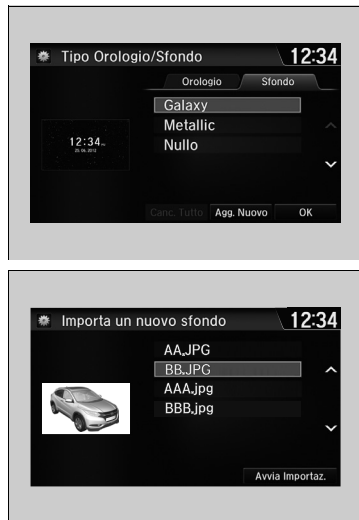 Tipo Orologio/Sfondo 12:34
Orologio Sfondo
Galaxy
Metallic
Nullo
12:34
Canc. Tutto Agg. Nuovo OK
Importa un nuovo sfondo 12:34
AA.JPG
BB.JPG
AAA.jpg
BBB.jpg
Avvia Importaz.